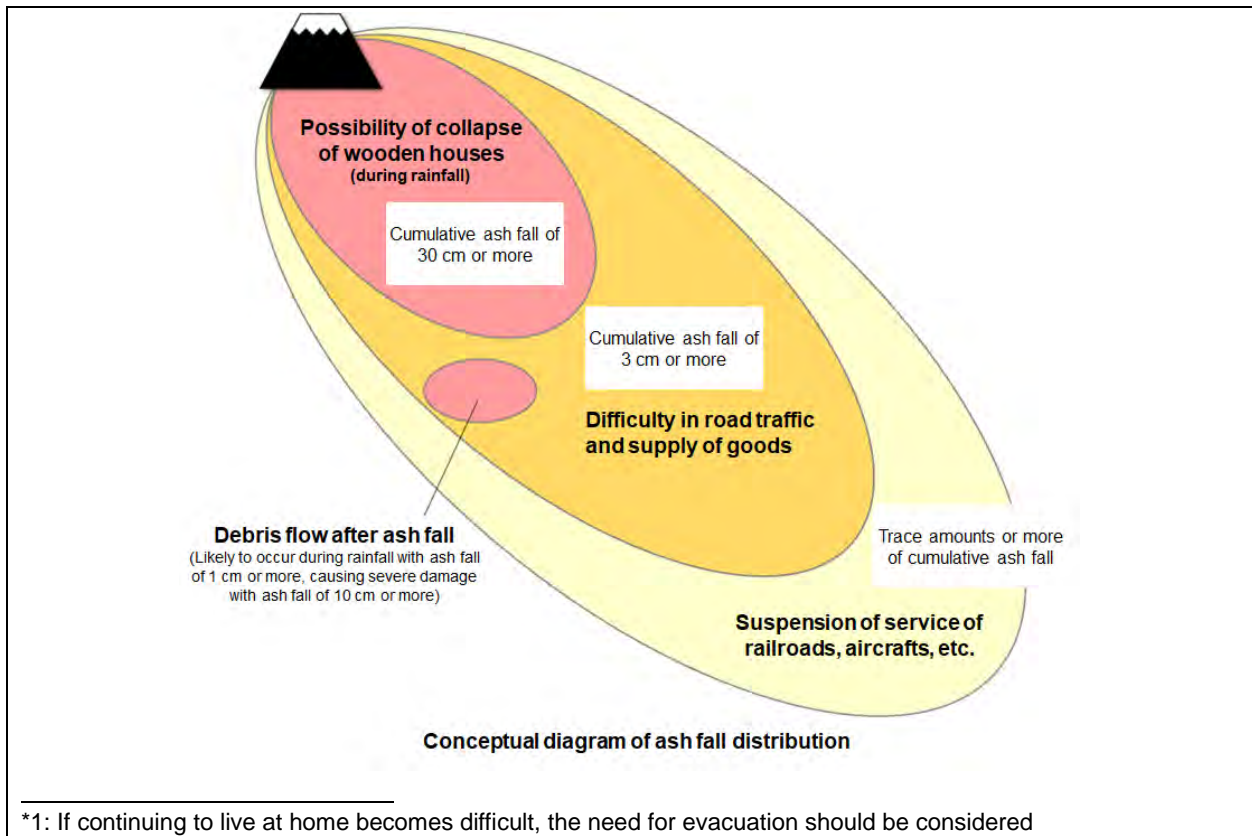 Possibility of collapse
of wooden houses
(during rainfall)
Cumulative ash fall of
30 cm or more
Cumulative ash fall of
3 cm or more
Difficulty in road traffic
and supply of goods
Debris flow after ash fall
(Likely to occur during rainfall with ash fall
of 1 cm or more, causing severe damage
with ash fall of 10 cm or more)
Trace amounts or more
of cumulative ash fall
Suspension of service of
railroads, aircrafts, etc.
Conceptual diagram of ash fall distribution
*1: If continuing to live at home becomes difficult, the need for evacuation should be considered